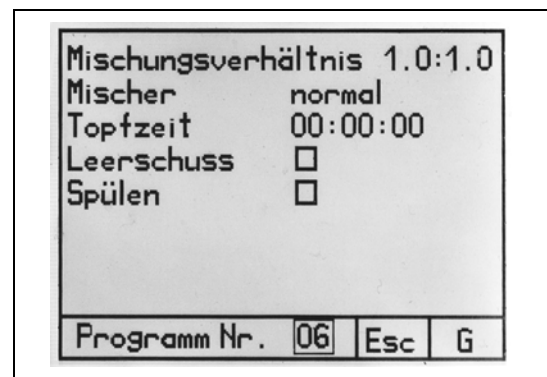 Mischungsverhältnis 1.0:1.0
Mischer normal
Topfzeit 00:00:00
Leerschuss
Spülen
Programm Nr. 06 Esc G